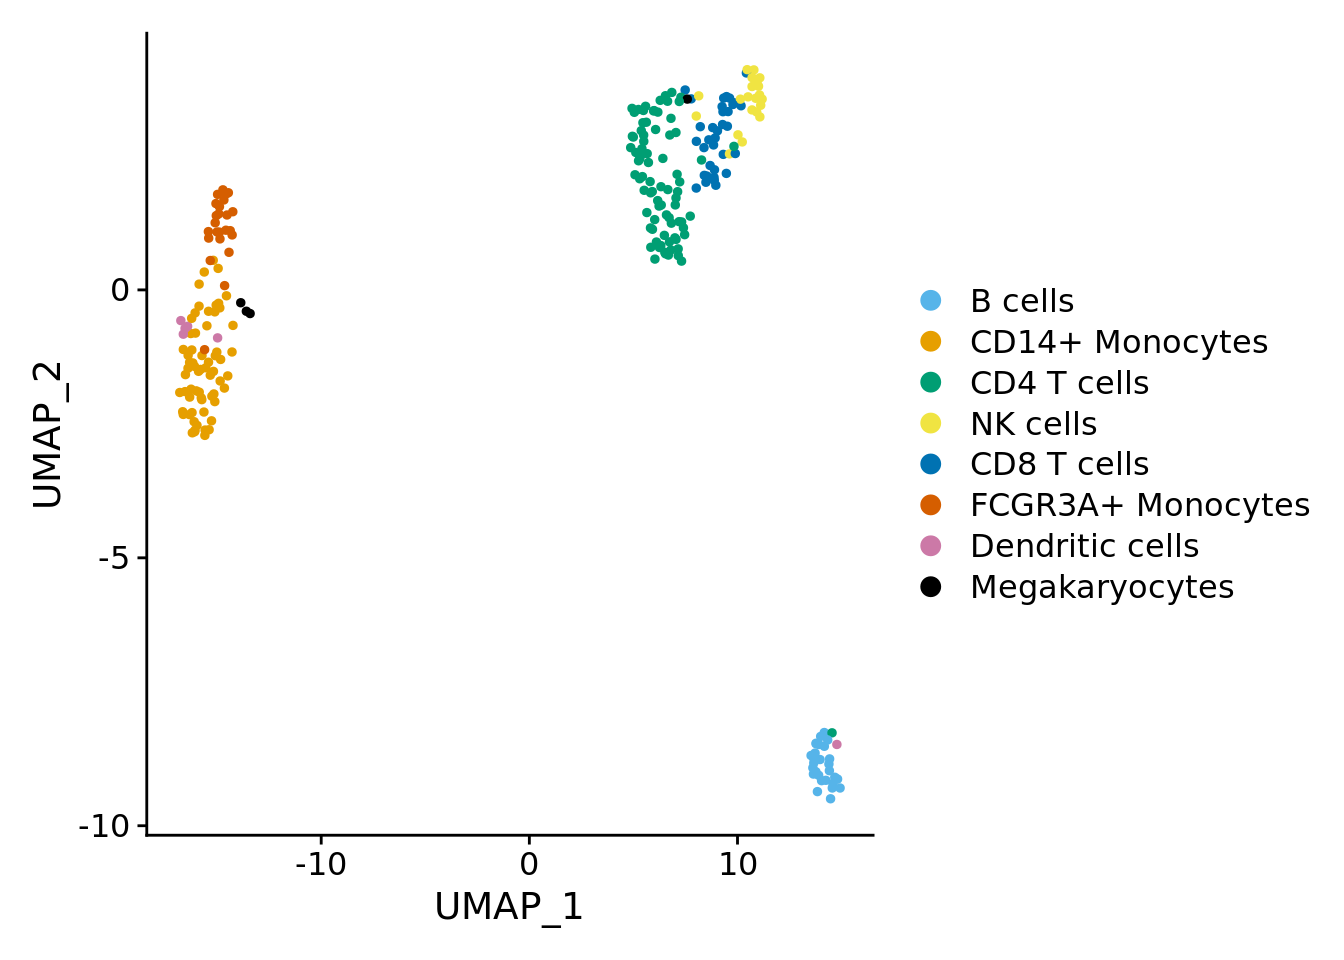 0
-5
-10
-10
0
10
UMAP_1
UMAP_2
B cells
CD14+ Monocytes
CD4 T cells
NK cells
CD8 T cells
FCGR3A+ Monocytes
Dendritic cells
Megakaryocytes